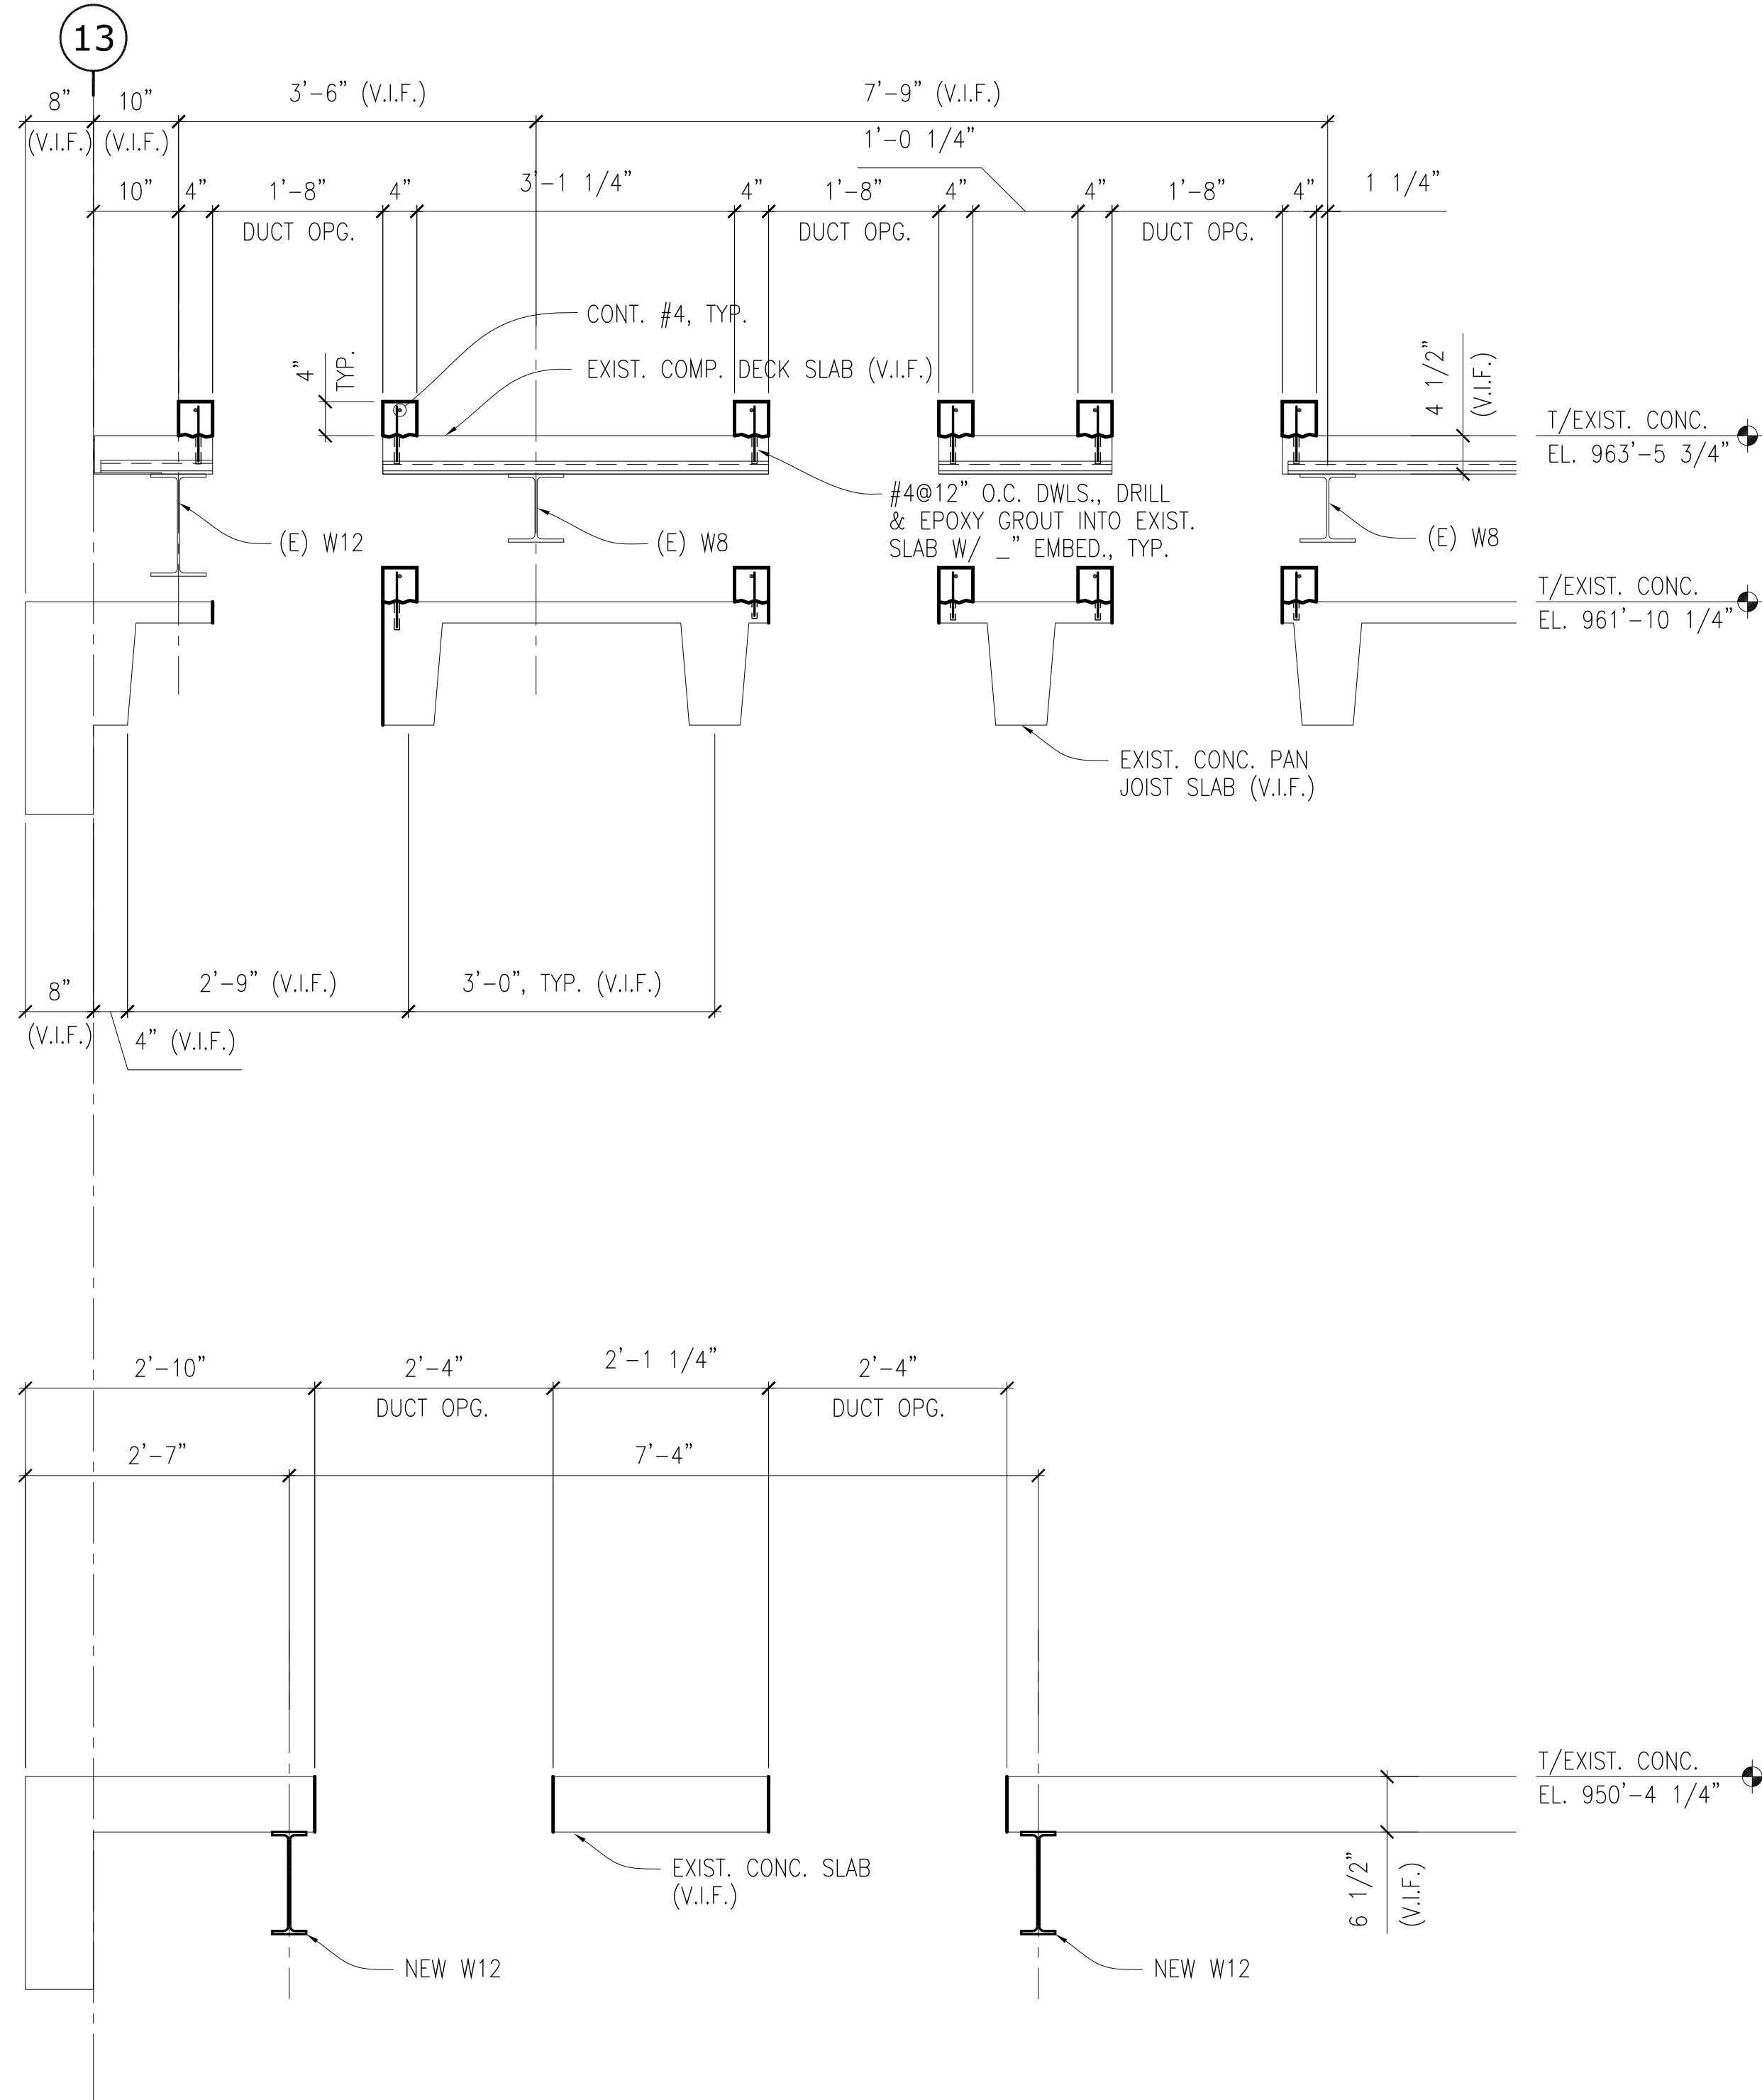 13
8"
(V.I.F.)
10"
(V.I.F.)
3'-6" (V.I.F.)
7'-9" (V.I.F.)
1'-0 1/4"
10"
4"
1'-8"
DUCT OPG.
4"
3'-1 1/4"
4"
1'-8"
DUCT OPG.
4"
4"
1'-8"
DUCT OPG.
4"
1 1/4"
CONT. #4, TYP.
4"
TYP.
EXIST. COMP. DECK SLAB (V.I.F.)
4 1/2"
(V.I.F.)
T/EXIST. CONC.
EL. 963'-5 3/4"
#4@12" O.C. DWLS., DRILL
& EPOXY GROUT INTO EXIST.
SLAB W/ _" EMBED., TYP.
(E) W12
(E) W8
(E) W8
T/EXIST. CONC.
EL. 961'-10 1/4"
EXIST. CONC. PAN
JOIST SLAB (V.I.F.)
8"
(V.I.F.)
4" (V.I.F.)
2'-9" (V.I.F.)
3'-0", TYP. (V.I.F.)
2'-10"
2'-4"
DUCT OPG.
2'-1 1/4"
2'-4"
DUCT OPG.
2'-7"
7'-4"
T/EXIST. CONC.
EL. 950'-4 1/4"
EXIST. CONC. SLAB
(V.I.F.)
6 1/2"
(V.I.F.)
NEW W12
NEW W12